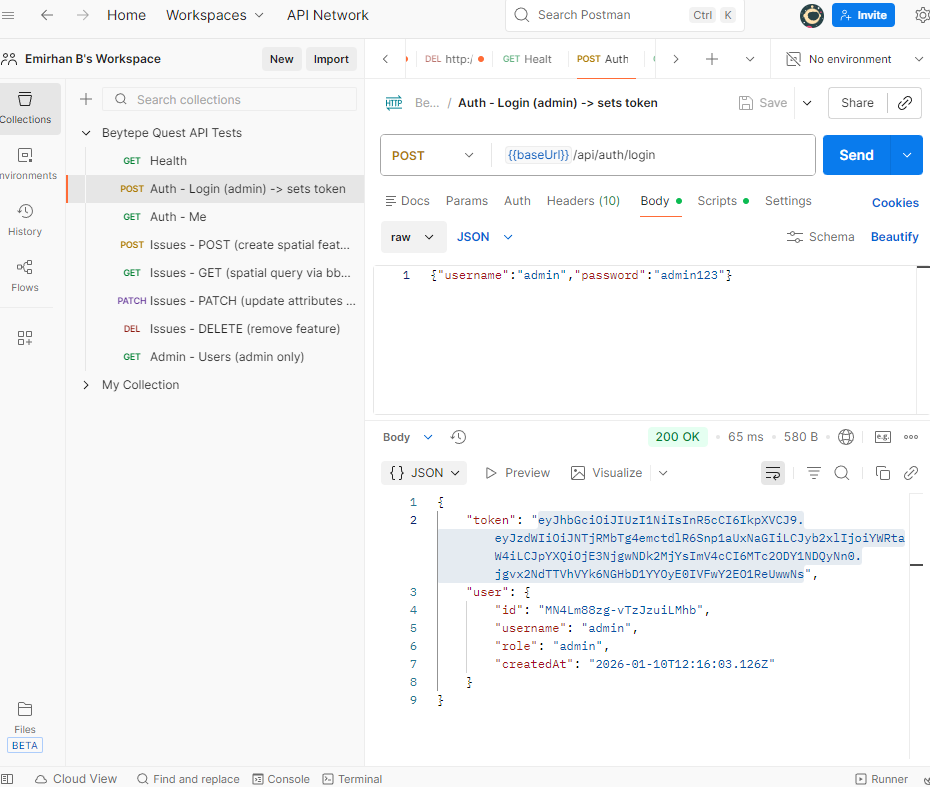 Home
Workspaces
API Network
Search Postman
Ctrl
K
Invite
Emirhan B's Workspace
New
Import
DEL http:/
GET Healt
POST Auth
No environment
Collections
Search collections
HTTP
Be... / Auth - Login (admin) -> sets token
Save
Share
Beytepe Quest API Tests
GET Health
POST Auth - Login (admin) -> sets token
GET Auth - Me
POST Issues - POST (create spatial feat...
GET Issues - GET (spatial query via bb...
PATCH Issues - PATCH (update attributes ...
DEL Issues - DELETE (remove feature)
GET Admin - Users (admin only)
My Collection
nvironments
History
Flows
Files
BETA
POST
{{baseUrl}} /api/auth/login
Send
Docs
Params
Auth
Headers (10)
Body
Scripts
Settings
Cookies
raw
JSON
Schema
Beautify
1 {"username":"admin","password":"admin123"}
Body
200 OK
65 ms
580 B
e.g.
{} JSON
Preview
Visualize
1 {
2 "token": "eyJhbGciOiJIUzI1NiIsInR5cCI6IkpXVCJ9.
eyJzdWIiOiJNTjRMbTg4emctdlR6Snp1aUxNaGIiLCJyb2xlIjoiYWRta
W4iLCJpYXQiOjE3NjgwNDk2MjYsImV4cCI6MTc2ODY1NDQyNn0.
jgvx2NdTTVhVYk6NGHbD1YYOyE0IVFwY2EO1ReUwwNs",
3 "user": {
4 "id": "MN4Lm88zg-vTzJzuiLMhb",
5 "username": "admin",
6 "role": "admin",
7 "createdAt": "2026-01-10T12:16:03.126Z"
8 }
9 }
Cloud View
Find and replace
Console
Terminal
Runner